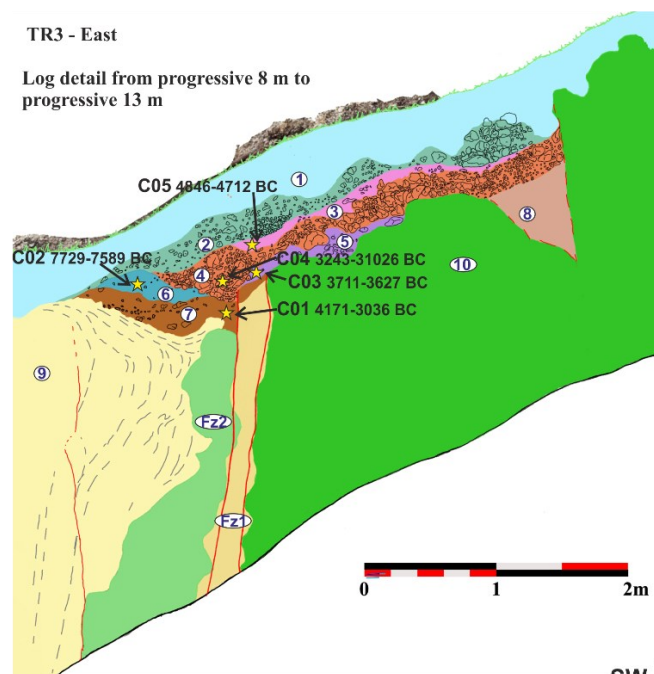 TR3 - East
Log detail from progressive 8 m to
progressive 13 m
1
C05 4846-4712 BC
3
2
8
5
C02 7729-7589 BC
C04 3243-31026 BC
4
10
C03 3711-3627 BC
6
7
C01 4171-3036 BC
9
Fz2
Fz1
0 1 2m